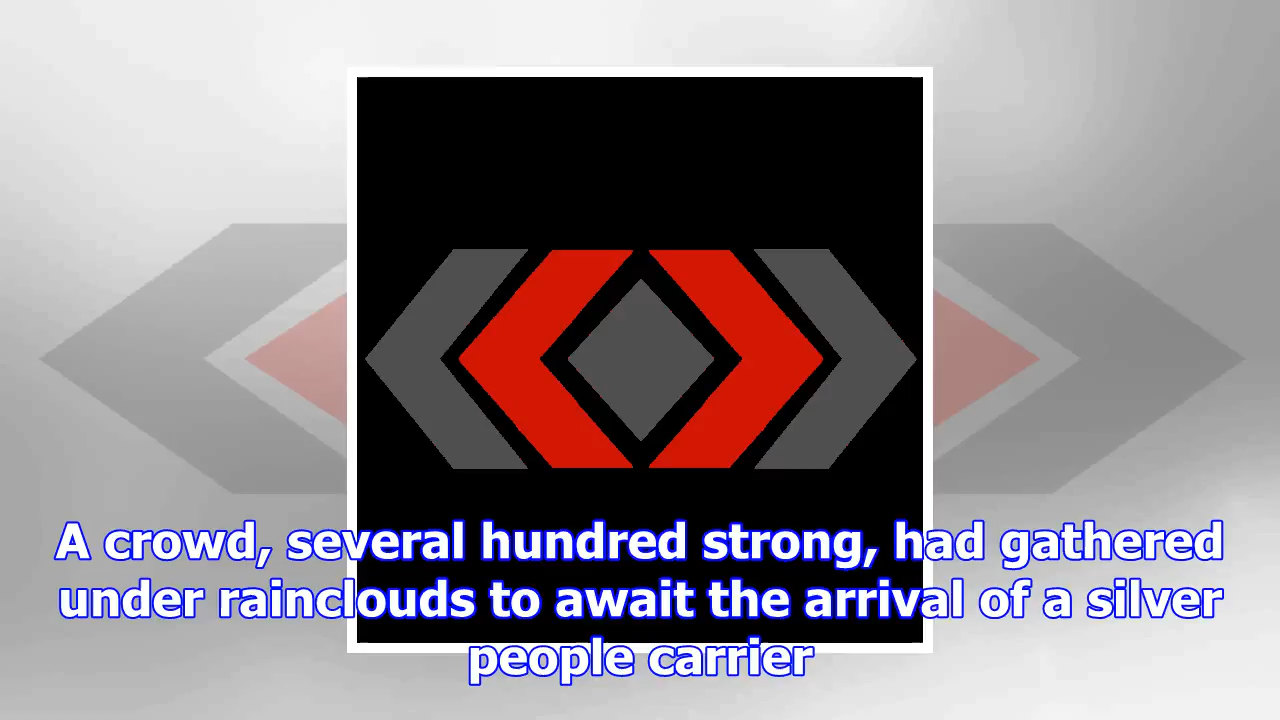 A crowd, several hundred strong, had gathered
under rainclouds to await the arrival of a silver
people carrier